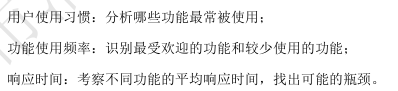 用户使用习惯：分析哪些功能最常被使用；
功能使用频率：识别最受欢迎的功能和较少使用的功能；
响应时间：考察不同功能的平均响应时间，找出可能的瓶颈。